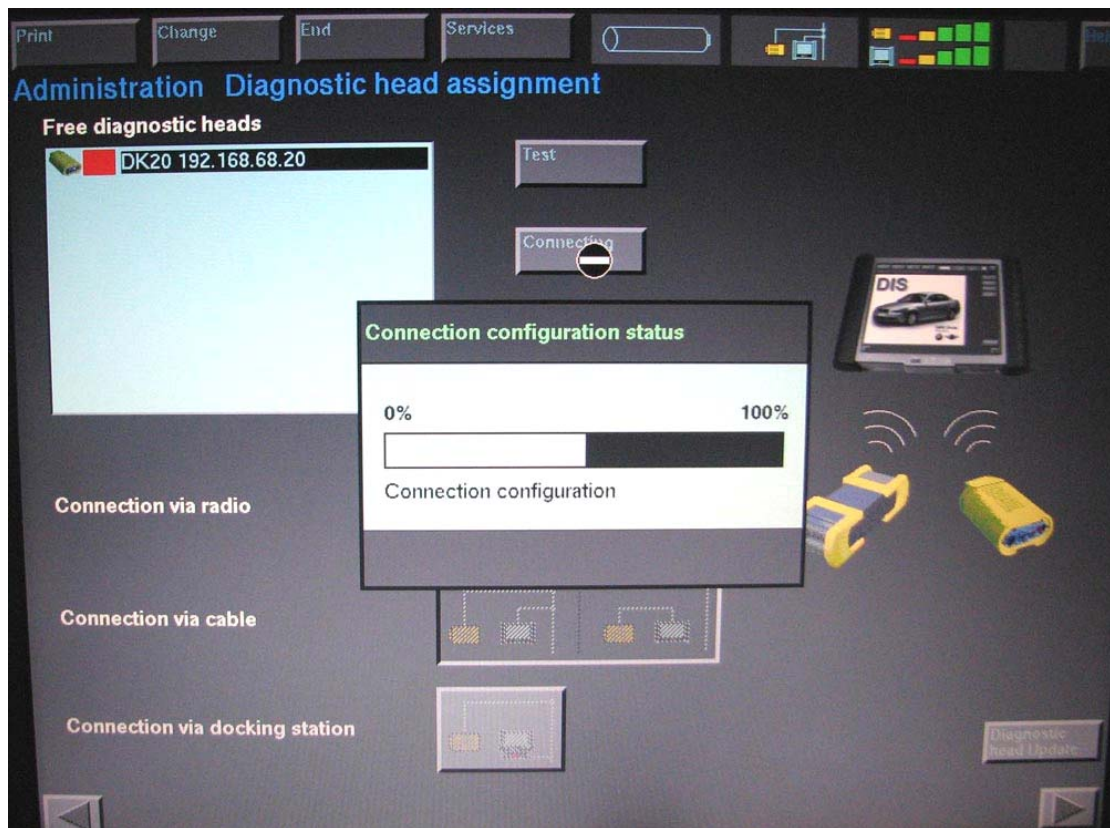 Print
Change
End
Services
Administration Diagnostic head assignment
Free diagnostic heads
DK20 192.168.68.20
Test
Connecting
DIS
Connection configuration status
0% 100%
Connection configuration
Connection via radio
Connection via cable
Connection via docking station
Diagnostic
head Update